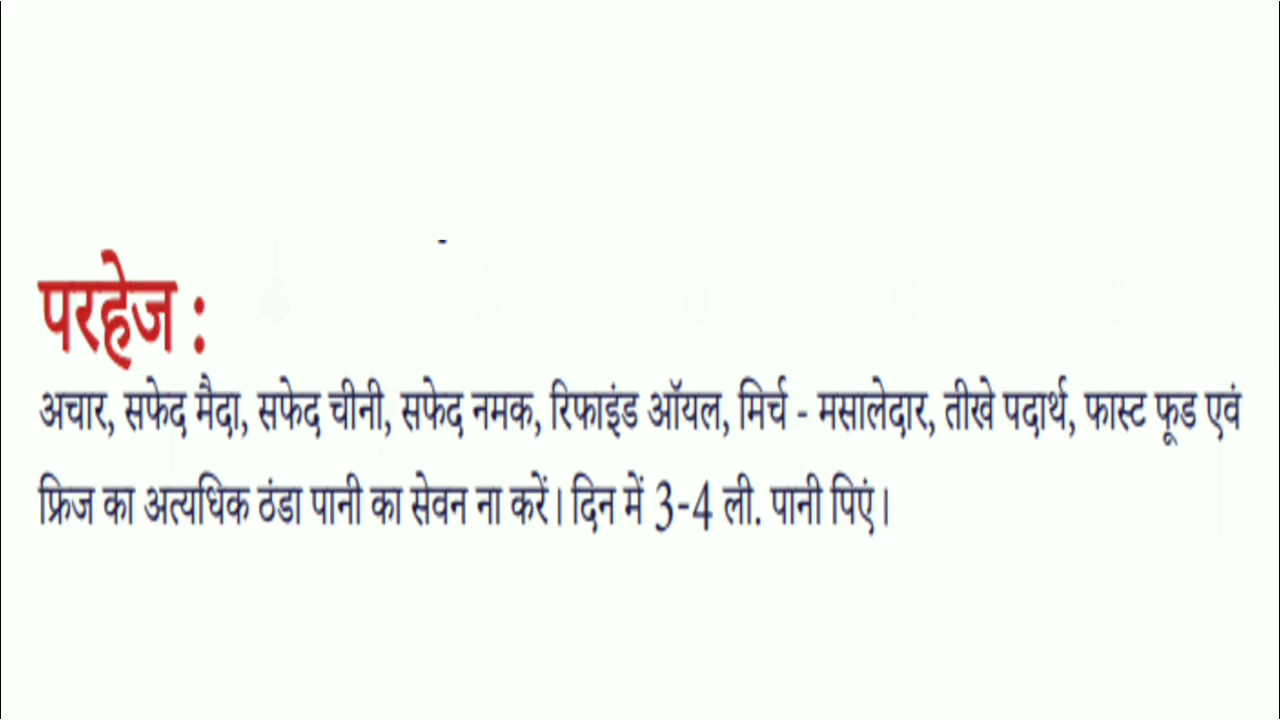 परहेज :
अचार, सफेद मैदा, सफेद चीनी, सफेद नमक, रिफाइंड ऑयल, मिर्च - मसालेदार, तीखे पदार्थ, फास्ट फूड एवं
फ्रिज का अत्यधिक ठंडा पानी का सेवन ना करें। दिन में 3-4 ली. पानी पिएं।